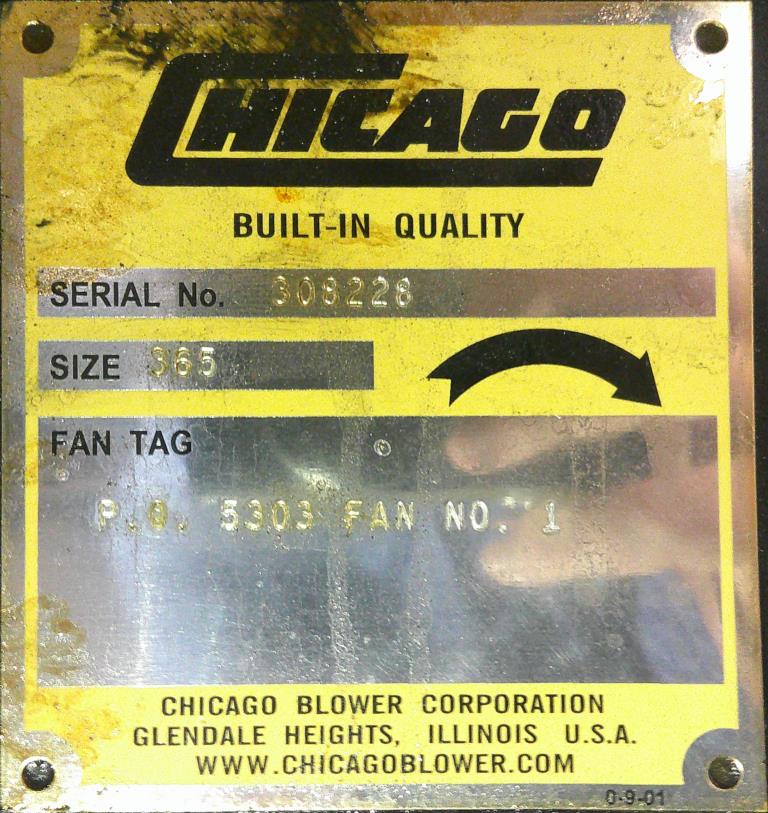 CHICAGO
BUILT-IN QUALITY
SERIAL No. 308228
SIZE 365
FAN TAG
P.O. 5303 FAN NO. 1
CHICAGO BLOWER CORPORATION
GLENDALE HEIGHTS, ILLINOIS U.S.A.
WWW.CHICAGOBLOWER.COM
0-9-01